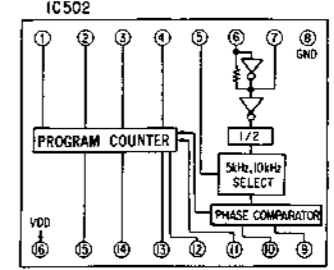 IC502
1 2 3 4 5 6 7 8
GND
PROGRAM COUNTER
1/2
5kHz,10kHz
SELECT
PHASE COMPARATOR
VDD
16 15 14 13 12 11 10 9